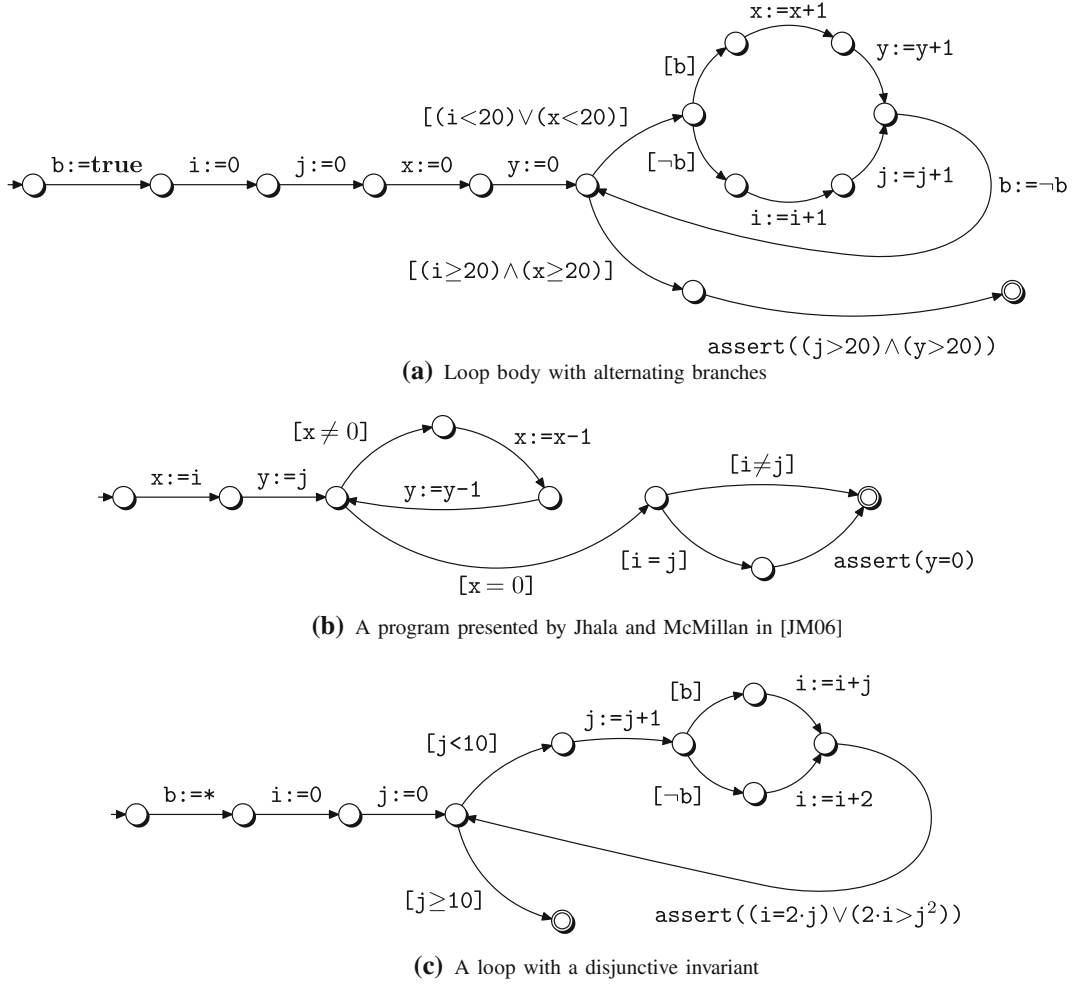 x:=x+1
[b]
y:=y+1
[(i<20)∨(x<20)]
b:=true
i:=0
j:=0
x:=0
y:=0
[¬b]
j:=j+1
b:=¬b
i:=i+1
[(i≥20)∧(x≥20)]
assert((j>20)∧(y>20))
(a) Loop body with alternating branches
[x ≠ 0]
x:=x-1
[i≠j]
x:=i
y:=j
y:=y-1
[i = j]
assert(y=0)
[x = 0]
(b) A program presented by Jhala and McMillan in [JM06]
[b]
i:=i+j
j:=j+1
[j<10]
b:=*
i:=0
j:=0
[¬b]
i:=i+2
[j≥10]
assert((i=2·j)∨(2·i>j²))
(c) A loop with a disjunctive invariant